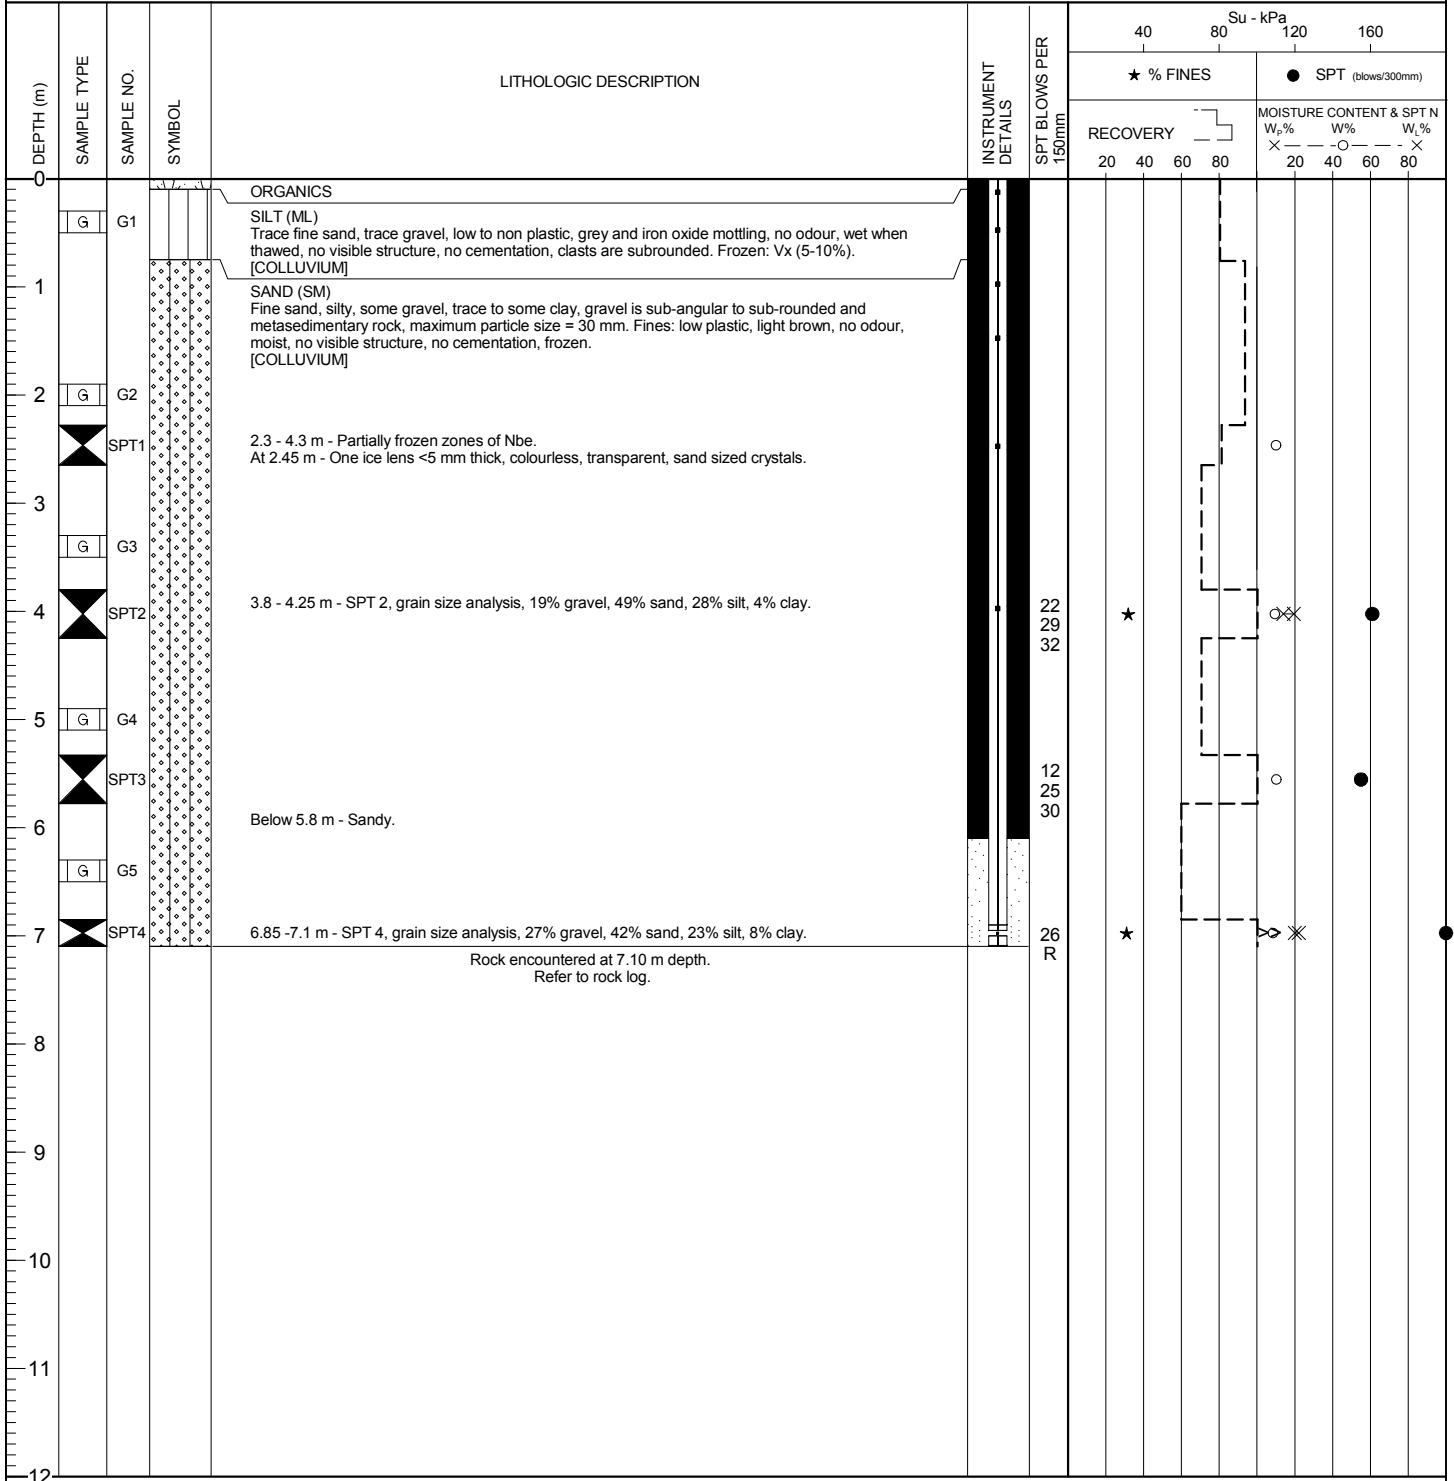 Su - kPa
40 80 120 160
DEPTH (m)
SAMPLE TYPE
SAMPLE NO.
SYMBOL
LITHOLOGIC DESCRIPTION
INSTRUMENT
DETAILS
SPT BLOWS PER
150mm
★ % FINES
● SPT (blows/300mm)
RECOVERY
MOISTURE CONTENT & SPT N
WP% W% WL%
20 40 60 80 20 40 60 80
0
ORGANICS
G G1
SILT (ML)
Trace fine sand, trace gravel, low to non plastic, grey and iron oxide mottling, no odour, wet when
thawed, no visible structure, no cementation, clasts are subrounded. Frozen: Vx (5-10%).
[COLLUVIUM]
1
SAND (SM)
Fine sand, silty, some gravel, trace to some clay, gravel is sub-angular to sub-rounded and
metasedimentary rock, maximum particle size = 30 mm. Fines: low plastic, light brown, no odour,
moist, no visible structure, no cementation, frozen.
[COLLUVIUM]
2 G G2
SPT1
2.3 - 4.3 m - Partially frozen zones of Nbe.
At 2.45 m - One ice lens <5 mm thick, colourless, transparent, sand sized crystals.
3
G G3
4 SPT2
3.8 - 4.25 m - SPT 2, grain size analysis, 19% gravel, 49% sand, 28% silt, 4% clay.
22
29
32
5 G G4
SPT3
12
25
30
6
Below 5.8 m - Sandy.
G G5
7 SPT4
6.85 -7.1 m - SPT 4, grain size analysis, 27% gravel, 42% sand, 23% silt, 8% clay.
26
R
Rock encountered at 7.10 m depth.
Refer to rock log.
8
9
10
11
12